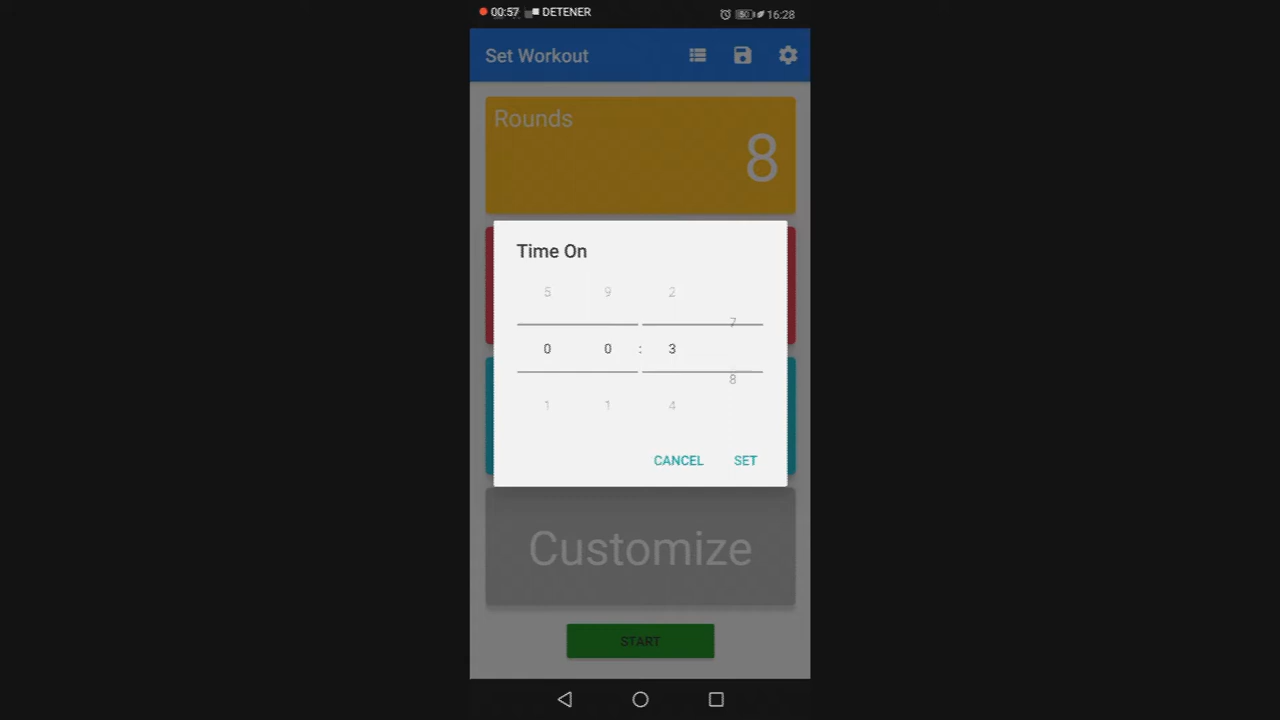 00:57 DETENER 16:28
Set Workout
Rounds
8
Time On
5 9 2
7
0 0 : 3
8
1 1 4
CANCEL SET
Customize
START